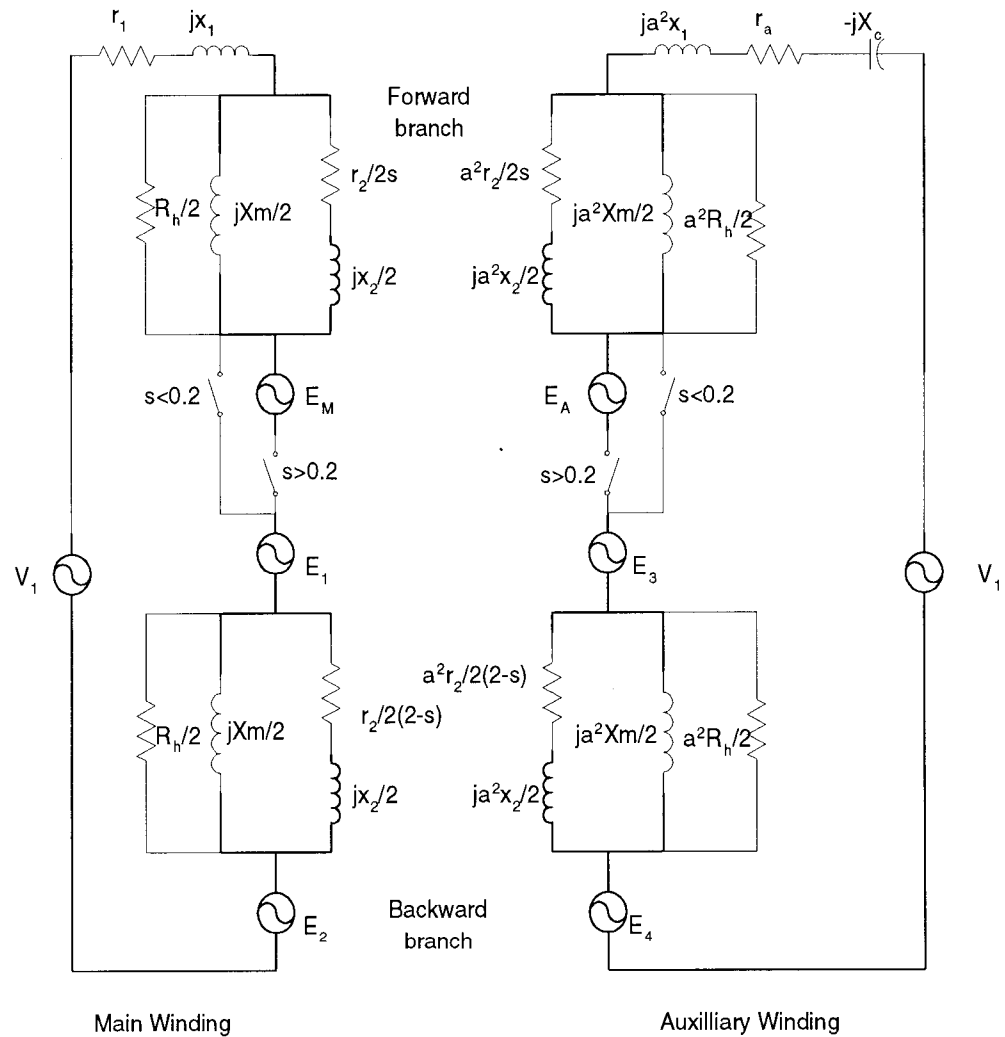 r₁
jx₁
ja²x₁
rₐ
-jX꜀
Forward
branch
r₂/2s
a²r₂/2s
Rₕ/2
jXm/2
ja²Xm/2
a²Rₕ/2
jx₂/2
ja²x₂/2
s<0.2
E_M
E_A
s<0.2
s>0.2
s>0.2
V₁
E₁
E₃
V₁
a²r₂/2(2-s)
r₂/2(2-s)
Rₕ/2
jXm/2
ja²Xm/2
a²Rₕ/2
jx₂/2
ja²x₂/2
Backward
branch
E₂
E₄
Main Winding
Auxilliary Winding